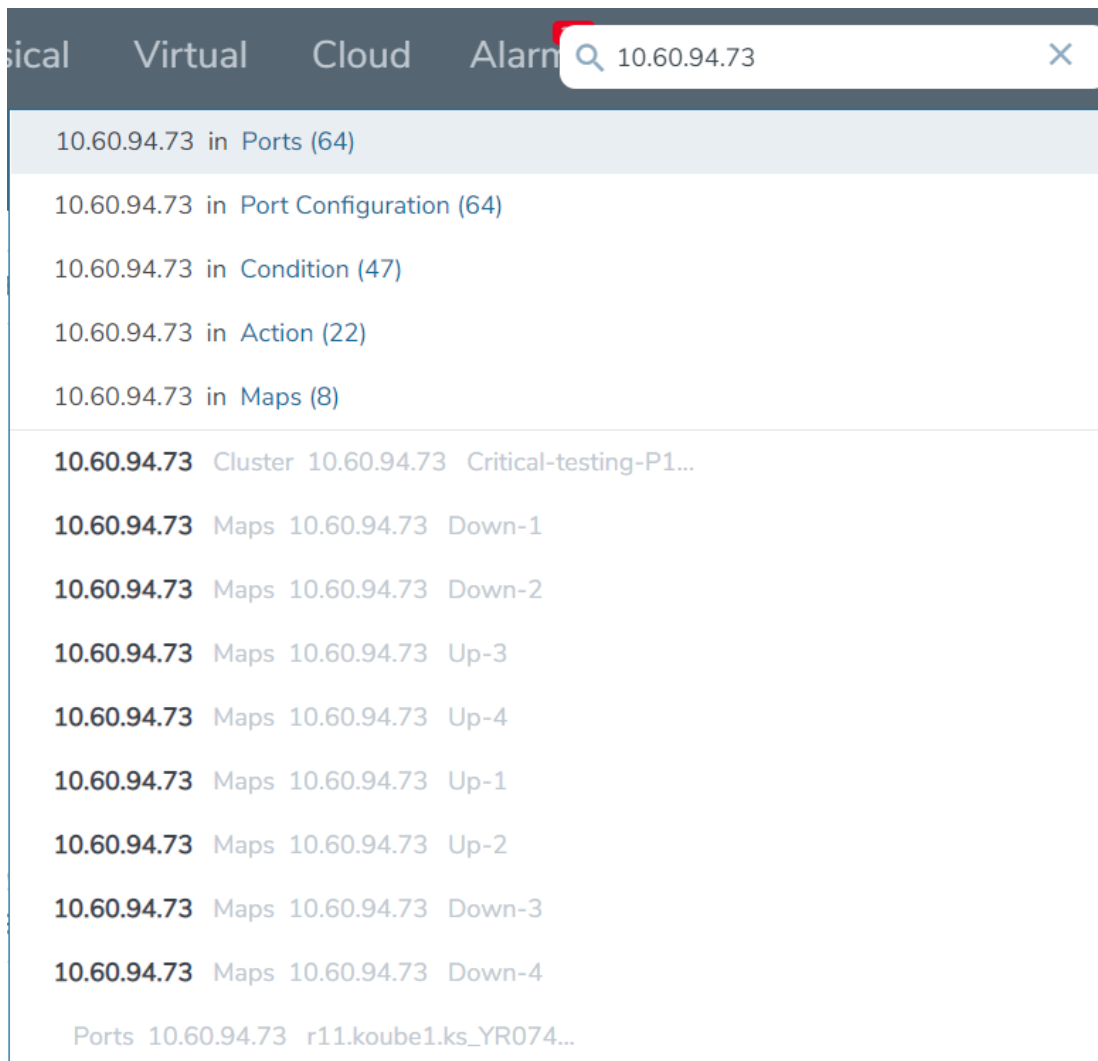 sical Virtual Cloud Alarm 10.60.94.73
10.60.94.73 in Ports (64)
10.60.94.73 in Port Configuration (64)
10.60.94.73 in Condition (47)
10.60.94.73 in Action (22)
10.60.94.73 in Maps (8)
10.60.94.73 Cluster 10.60.94.73 Critical-testing-P1...
10.60.94.73 Maps 10.60.94.73 Down-1
10.60.94.73 Maps 10.60.94.73 Down-2
10.60.94.73 Maps 10.60.94.73 Up-3
10.60.94.73 Maps 10.60.94.73 Up-4
10.60.94.73 Maps 10.60.94.73 Up-1
10.60.94.73 Maps 10.60.94.73 Up-2
10.60.94.73 Maps 10.60.94.73 Down-3
10.60.94.73 Maps 10.60.94.73 Down-4
Ports 10.60.94.73 r11.koube1.ks_YR074...